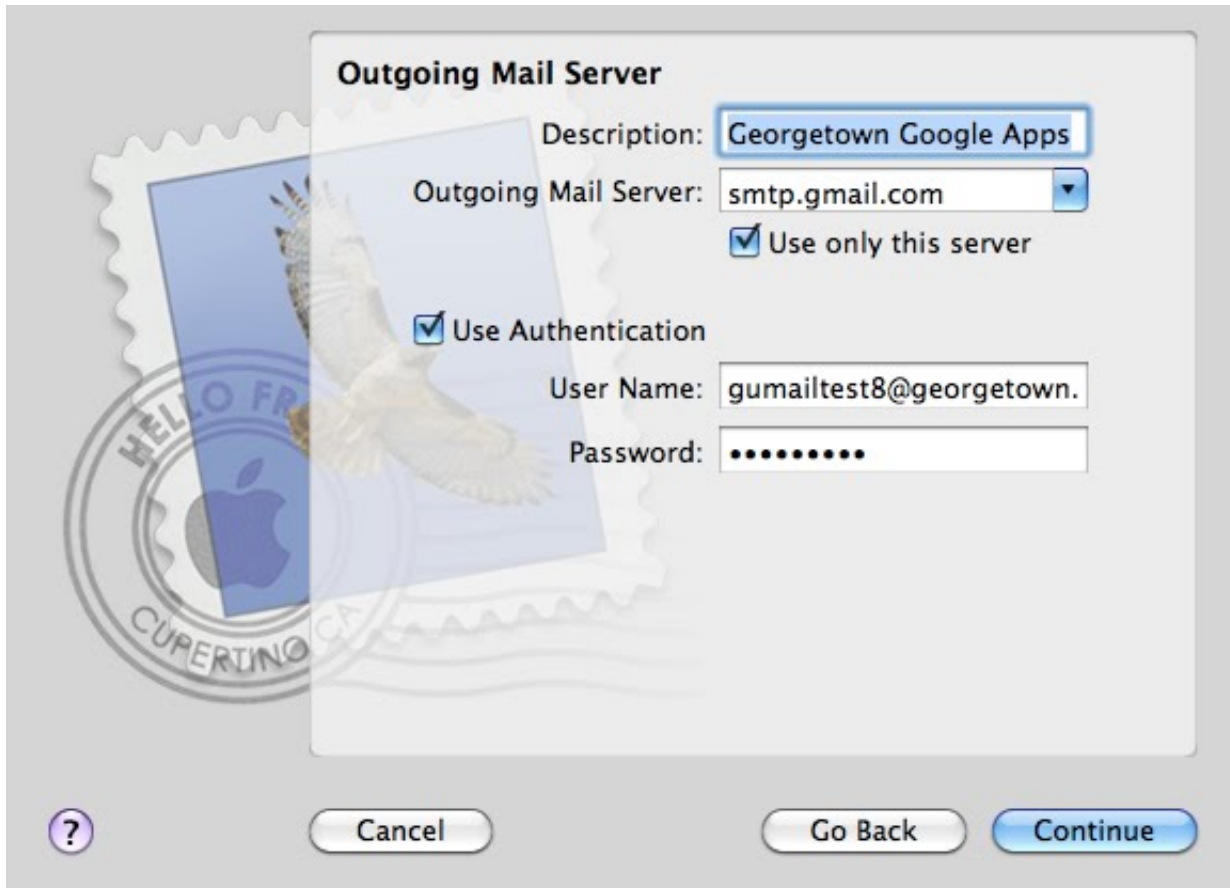 Outgoing Mail Server
Description: Georgetown Google Apps
Outgoing Mail Server: smtp.gmail.com
Use only this server
Use Authentication
User Name: gumailtest8@georgetown.
Password: •••••••••
HELLO FR
CUPERTINO CA
? Cancel Go Back Continue